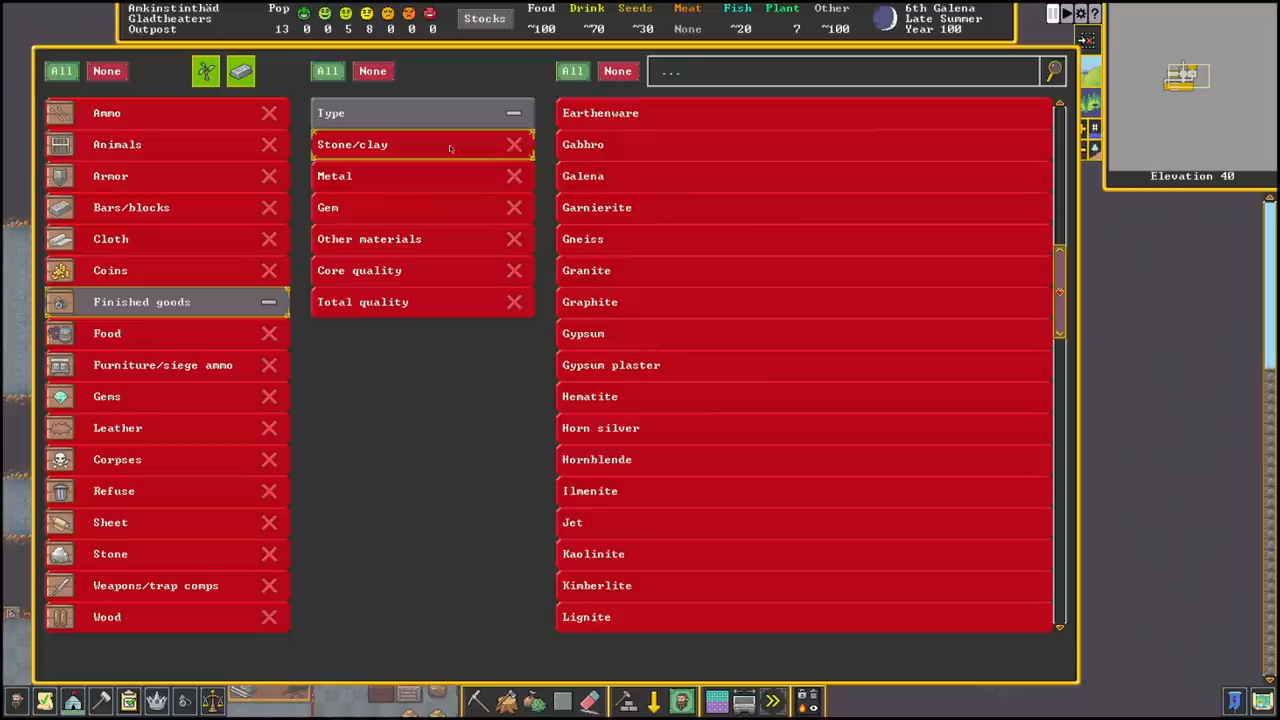 Amkinstinthäd
Gladtheaters
Outpost
Pop
13 0 0 5 8 0 0 0
Stocks
Food Drink Seeds Meat Fish Plant Other
~100 ~70 ~30 None ~20 ~7 ~100
6th Galena
Late Summer
Year 100
Elevation 40
All None
All None
All None
...
Ammo
Animals
Armor
Bars/blocks
Cloth
Coins
Finished goods
Food
Furniture/siege ammo
Gems
Leather
Corpses
Refuse
Sheet
Stone
Weapons/trap comps
Wood
Type
Stone/clay
Metal
Gem
Other materials
Core quality
Total quality
Earthenware
Gabbro
Galena
Garnierite
Gneiss
Granite
Graphite
Gypsum
Gypsum plaster
Hematite
Horn silver
Hornblende
Ilmenite
Jet
Kaolinite
Kimberlite
Lignite